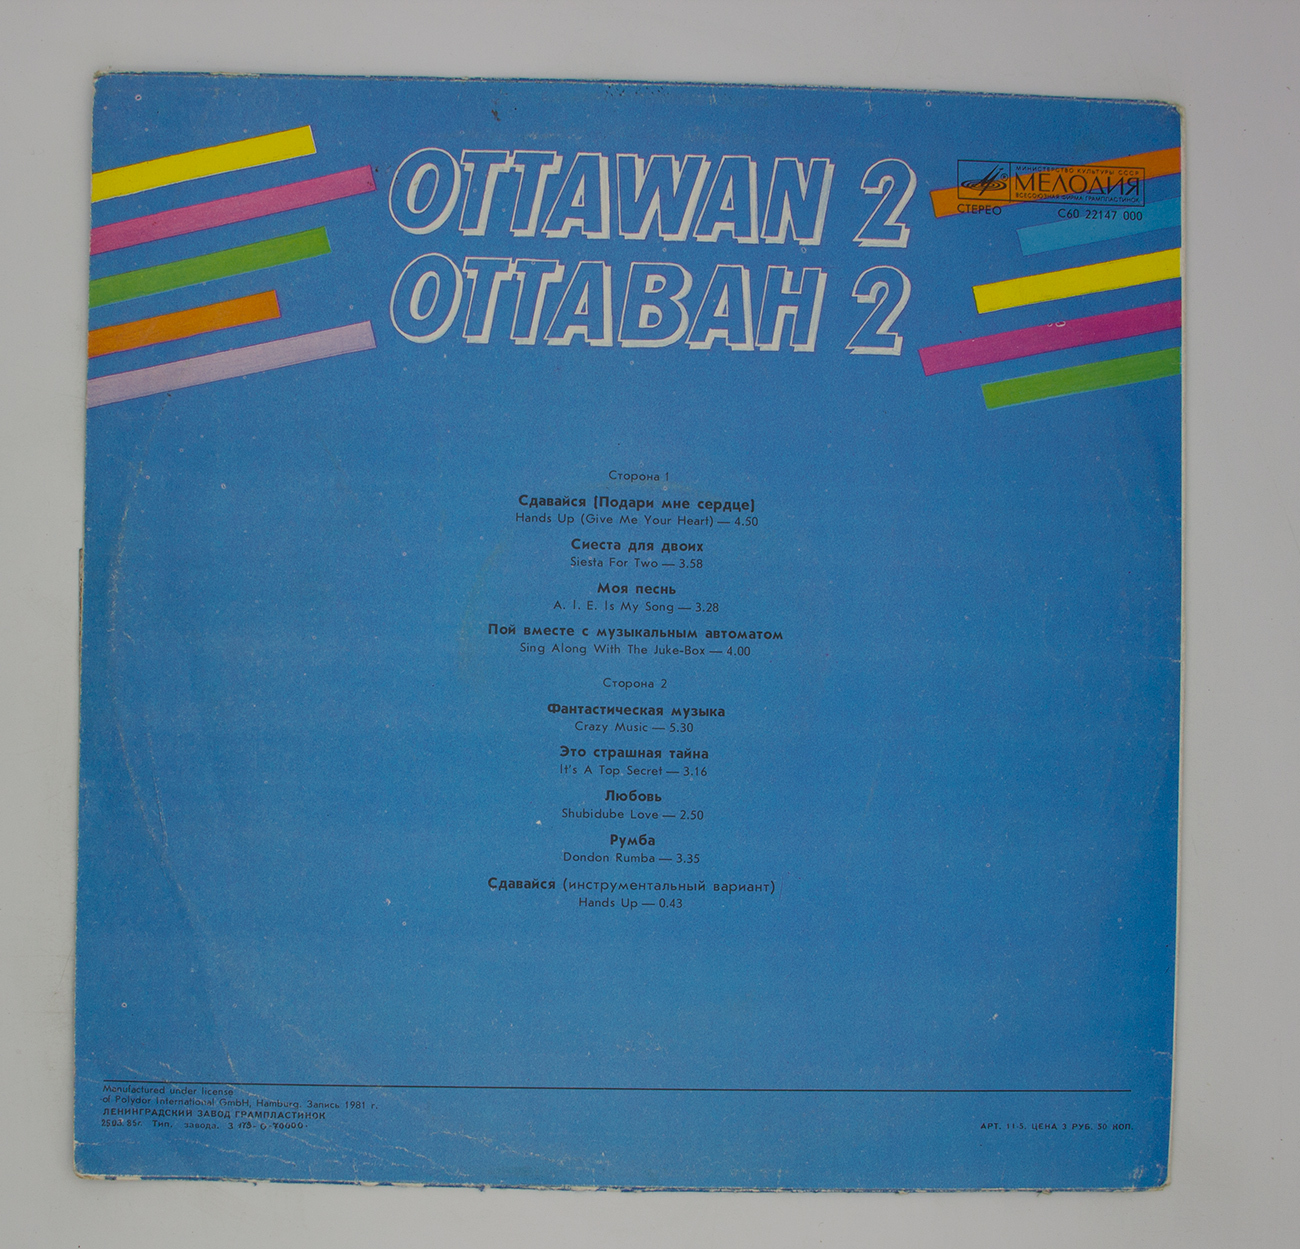 OTTAWAN 2
ОТТАВАН 2
МИНИСТЕРСТВО КУЛЬТУРЫ СССР
МЕЛОДИЯ
ВСЕСОЮЗНАЯ ФИРМА ГРАМПЛАСТИНОК
СТЕРЕО С60 22147 000
Сторона 1
Сдавайся (Подари мне сердце)
Hands Up (Give Me Your Heart) — 4.50
Сиеста для двоих
Siesta For Two — 3.58
Моя песнь
A. I. E. Is My Song — 3.28
Пой вместе с музыкальным автоматом
Sing Along With The Juke-Box — 4.00
Сторона 2
Фантастическая музыка
Crazy Music — 5.30
Это страшная тайна
It's A Top Secret — 3.16
Любовь
Shubidube Love — 2.50
Румба
Dondon Rumba — 3.35
Сдавайся (инструментальный вариант)
Hands Up — 0.43
Manufactured under license
of Polydor International GmbH, Hamburg. Запись 1981 г.
ЛЕНИНГРАДСКИЙ ЗАВОД ГРАМПЛАСТИНОК
85г. Тип. завода. З.
АРТ. 11-5. ЦЕНА 3 РУБ. 50 КОП.